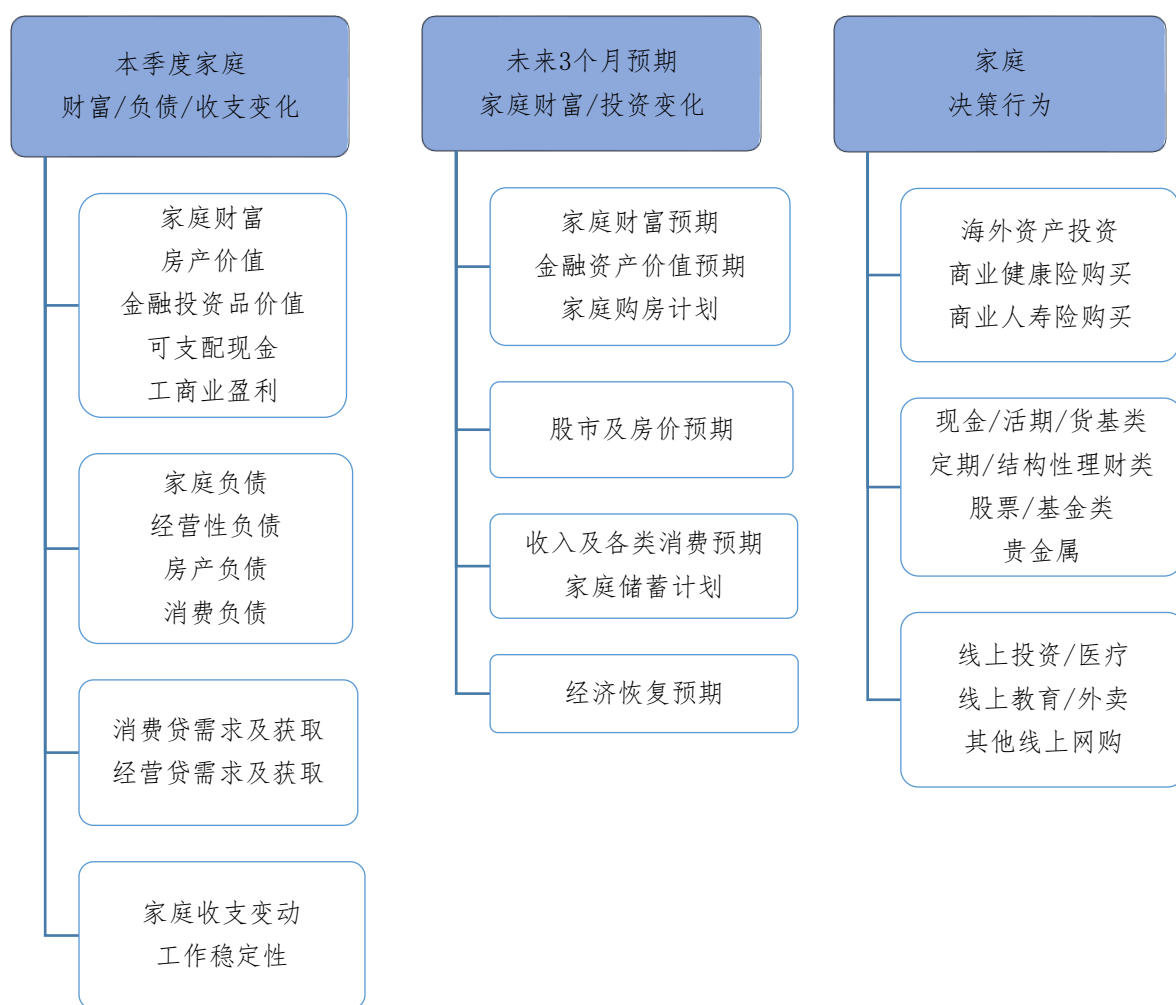 本季度家庭
财富/负债/收支变化
家庭财富
房产价值
金融投资品价值
可支配现金
工商业盈利
家庭负债
经营性负债
房产负债
消费负债
消费贷需求及获取
经营贷需求及获取
家庭收支变动
工作稳定性
未来3个月预期
家庭财富/投资变化
家庭财富预期
金融资产价值预期
家庭购房计划
股市及房价预期
收入及各类消费预期
家庭储蓄计划
经济恢复预期
家庭
决策行为
海外资产投资
商业健康险购买
商业人寿险购买
现金/活期/货基类
定期/结构性理财类
股票/基金类
贵金属
线上投资/医疗
线上教育/外卖
其他线上网购